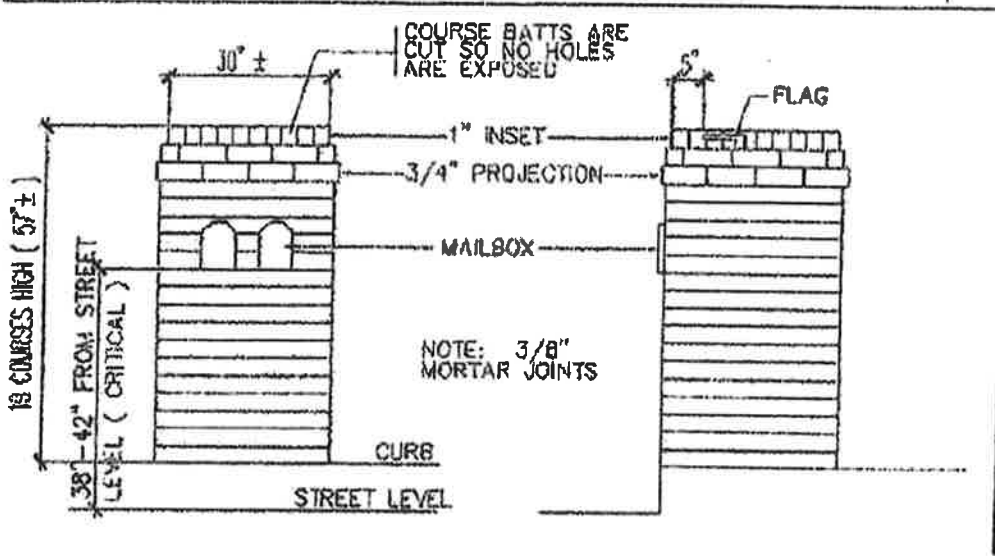 COURSE BATTS ARE
CUT SO NO HOLES
ARE EXPOSED
30" ±
5"
FLAG
1" INSET
3/4" PROJECTION
MAILBOX
19 COURSES HIGH ( 57"± )
38"-42" FROM STREET
LEVEL ( CRITICAL )
NOTE: 3/8"
MORTAR JOINTS
CURB
STREET LEVEL